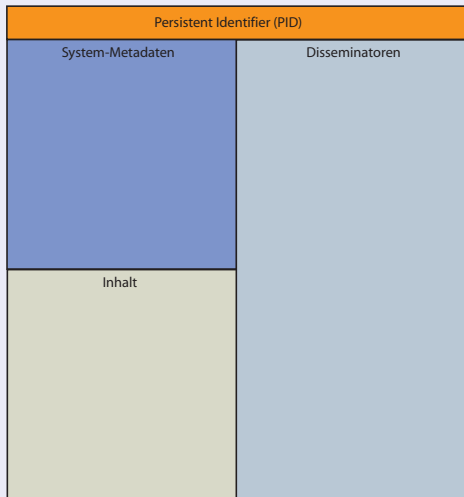 Persistent Identifier (PID)
System-Metadaten
Disseminatoren
Inhalt